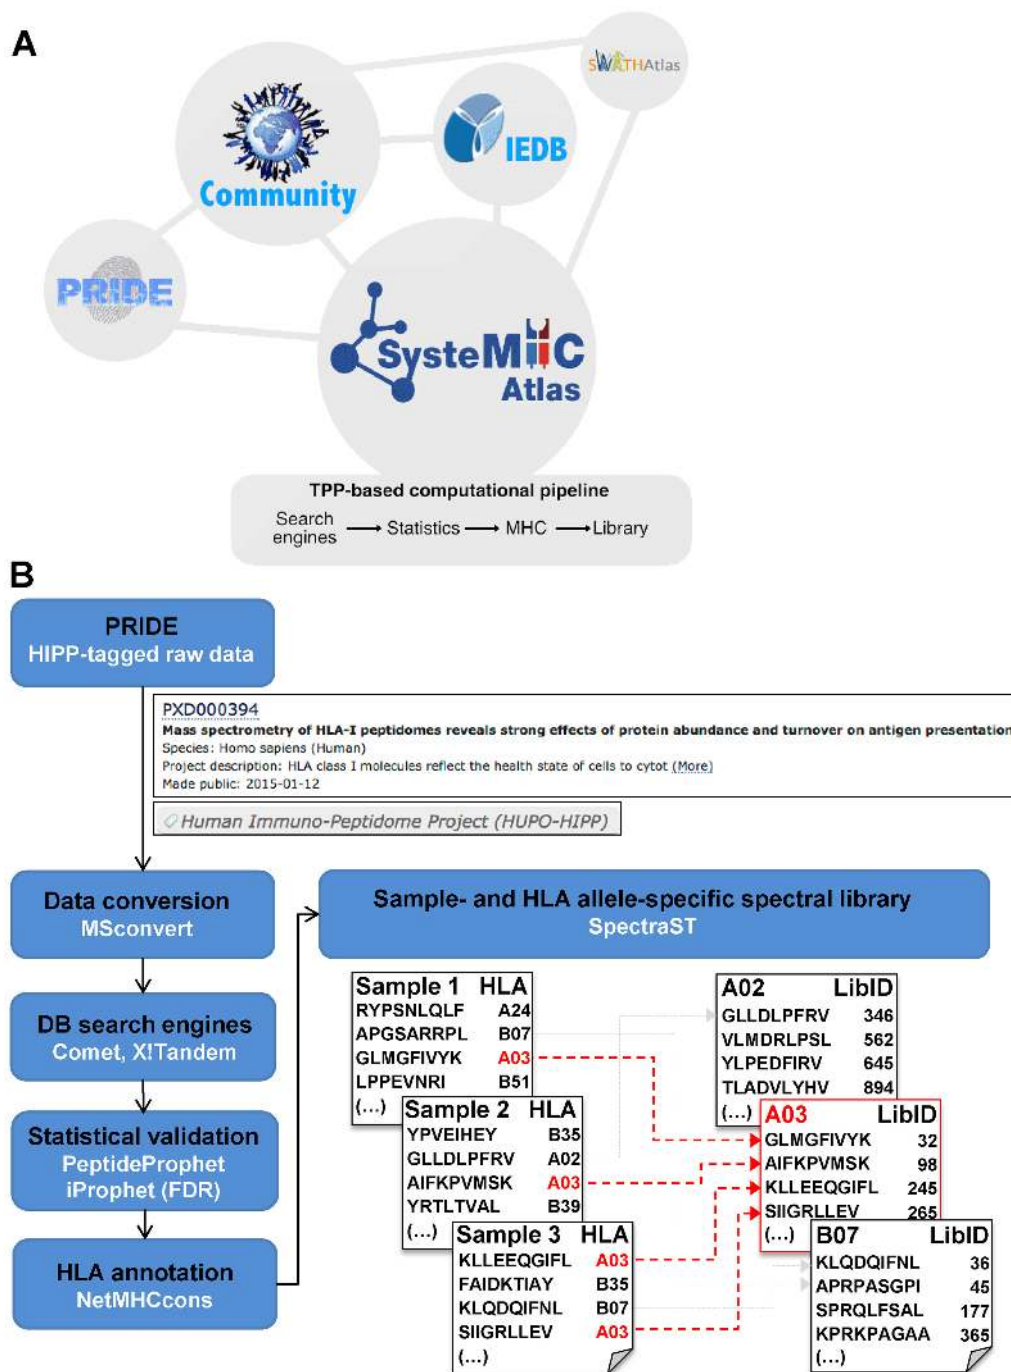 A
SWATHAtlas
IEDB
Community
PRIDE
SysteMHC
Atlas
TPP-based computational pipeline
Search
engines
Statistics
MHC
Library
B
PRIDE
HIPP-tagged raw data
PXD000394
Mass spectrometry of HLA-I peptidomes reveals strong effects of protein abundance and turnover on antigen presentation
Species: Homo sapiens (Human)
Project description: HLA class I molecules reflect the health state of cells to cytot (More)
Made public: 2015-01-12
Human Immuno-Peptidome Project (HUPO-HIPP)
Data conversion
MSconvert
DB search engines
Comet, X!Tandem
Statistical validation
PeptideProphet
iProphet (FDR)
HLA annotation
NetMHCcons
Sample- and HLA allele-specific spectral library
SpectraST
Sample 1 HLA
RYPSNLQLF A24
APGSARRPL B07
GLMGFIVYK A03
LPPEVNRI B51
(...)
Sample 2 HLA
YPVEIHEY B35
GLLDLPFRV A02
AIFKPVMSK A03
YRTLTVAL B39
(...)
Sample 3 HLA
KLLEEQGIFL A03
FAIDKTIAY B35
KLQDQIFNL B07
SIIGRLLEV A03
(...)
A02 LibID
GLLDLPFRV 346
VLMDRLPSL 562
YLPEDFIRV 645
TLADVLYHV 894
(...)
A03 LibID
GLMGFIVYK 32
AIFKPVMSK 98
KLLEEQGIFL 245
SIIGRLLEV 265
(...)
B07 LibID
KLQDQIFNL 36
APRPASGPI 45
SPRQLFSAL 177
KPRKPAGAA 365
(...)